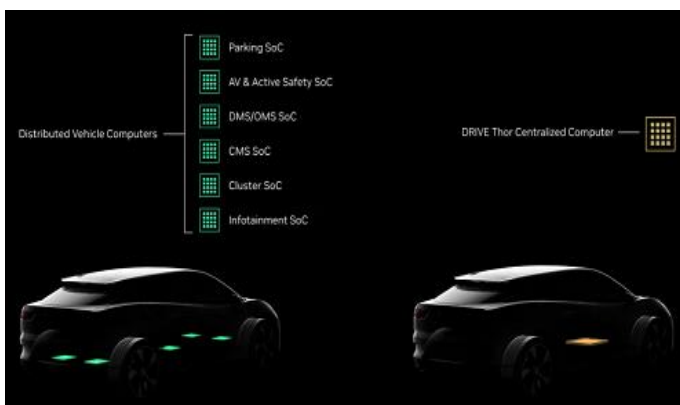 Distributed Vehicle Computers
Parking SoC
AV & Active Safety SoC
DMS/OMS SoC
CMS SoC
Cluster SoC
Infotainment SoC
DRIVE Thor Centralized Computer